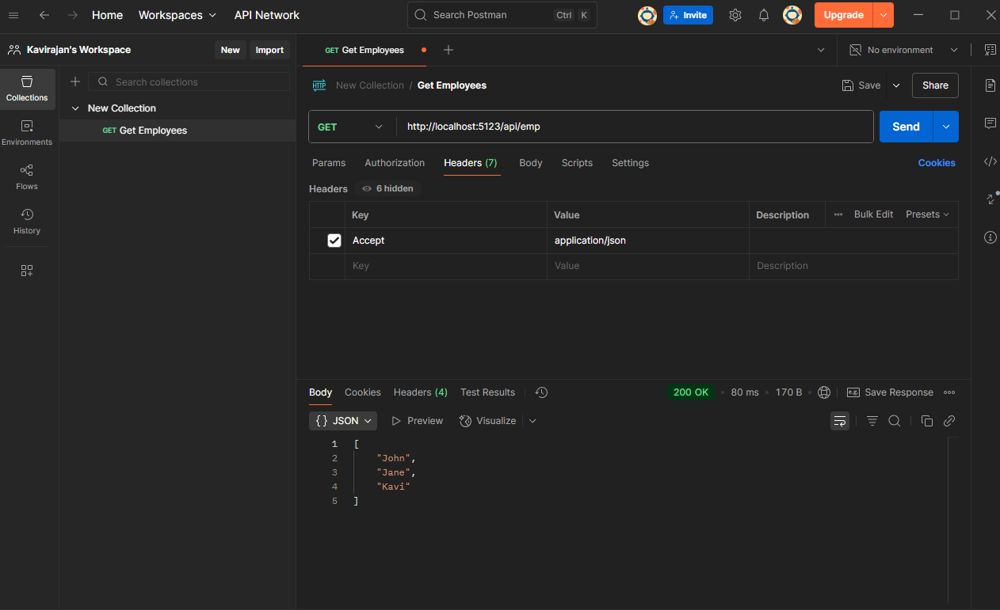 Home Workspaces API Network Search Postman Ctrl K Invite Upgrade
Kavirajan's Workspace New Import GET Get Employees No environment
Collections
Search collections
New Collection
GET Get Employees
Environments
Flows
History
HTTP New Collection / Get Employees Save Share
GET http://localhost:5123/api/emp Send
Params Authorization Headers (7) Body Scripts Settings Cookies
Headers 6 hidden
Key Value Description Bulk Edit Presets
Accept application/json
Key Value Description
Body Cookies Headers (4) Test Results 200 OK • 80 ms • 170 B • e.g. Save Response
{ } JSON Preview Visualize
1 [
2 "John",
3 "Jane",
4 "Kavi"
5 ]